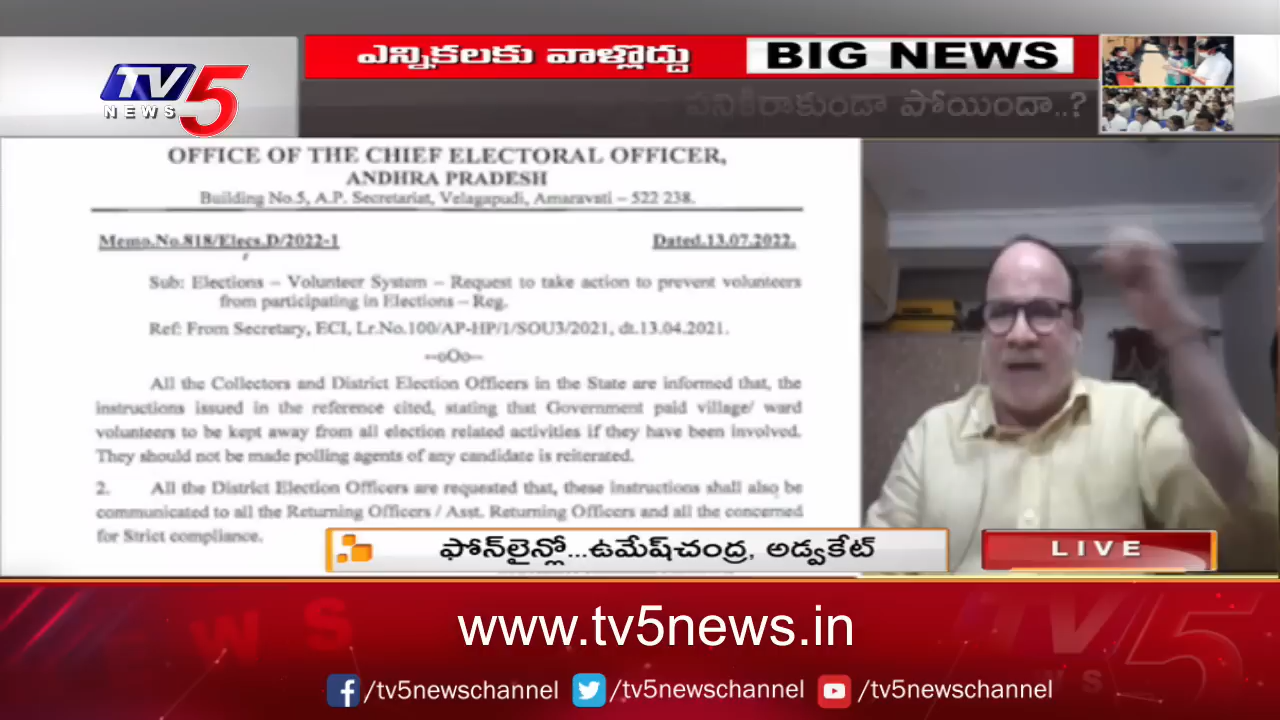 TV5
NEWS
ఎన్నికలకు వాళ్లొద్దు
BIG NEWS
పనికిరాకుండా పోయిందా..?
OFFICE OF THE CHIEF ELECTORAL OFFICER,
ANDHRA PRADESH
Building No.5, A.P. Secretariat, Velagapudi, Amaravati – 522 238.
Memo.No.818/Elecs.D/2022-1
Dated.13.07.2022.
Sub: Elections – Volunteer System – Request to take action to prevent volunteers
from participating in Elections – Reg.
Ref: From Secretary, ECI, Lr.No.100/AP-HP/1/SOU3/2021, dt.13.04.2021.
--oOo--
All the Collectors and District Election Officers in the State are informed that, the
instructions issued in the reference cited, stating that Government paid village/ ward
volunteers to be kept away from all election related activities if they have been involved.
They should not be made polling agents of any candidate is reiterated.
2. All the District Election Officers are requested that, these instructions shall also be
communicated to all the Returning Officers / Asst. Returning Officers and all the concerned
for Strict compliance.
ఫోన్‌లైన్లో...ఉమేష్‌చంద్ర, అడ్వకేట్
LIVE
www.tv5news.in
/tv5newschannel
/tv5newschannel
/tv5newschannel